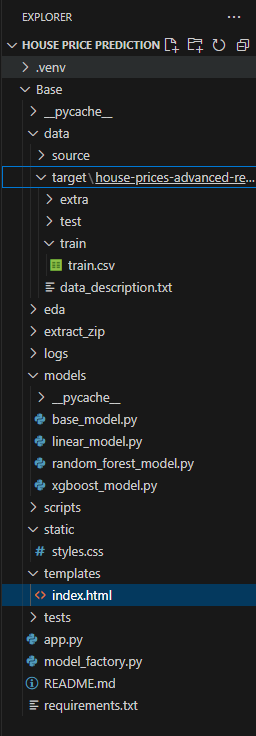 EXPLORER
HOUSE PRICE PREDICTION
.venv
Base
__pycache__
data
source
target\house-prices-advanced-re...
extra
test
train
train.csv
data_description.txt
eda
extract_zip
logs
models
__pycache__
base_model.py
linear_model.py
random_forest_model.py
xgboost_model.py
scripts
static
styles.css
templates
index.html
tests
app.py
model_factory.py
README.md
requirements.txt